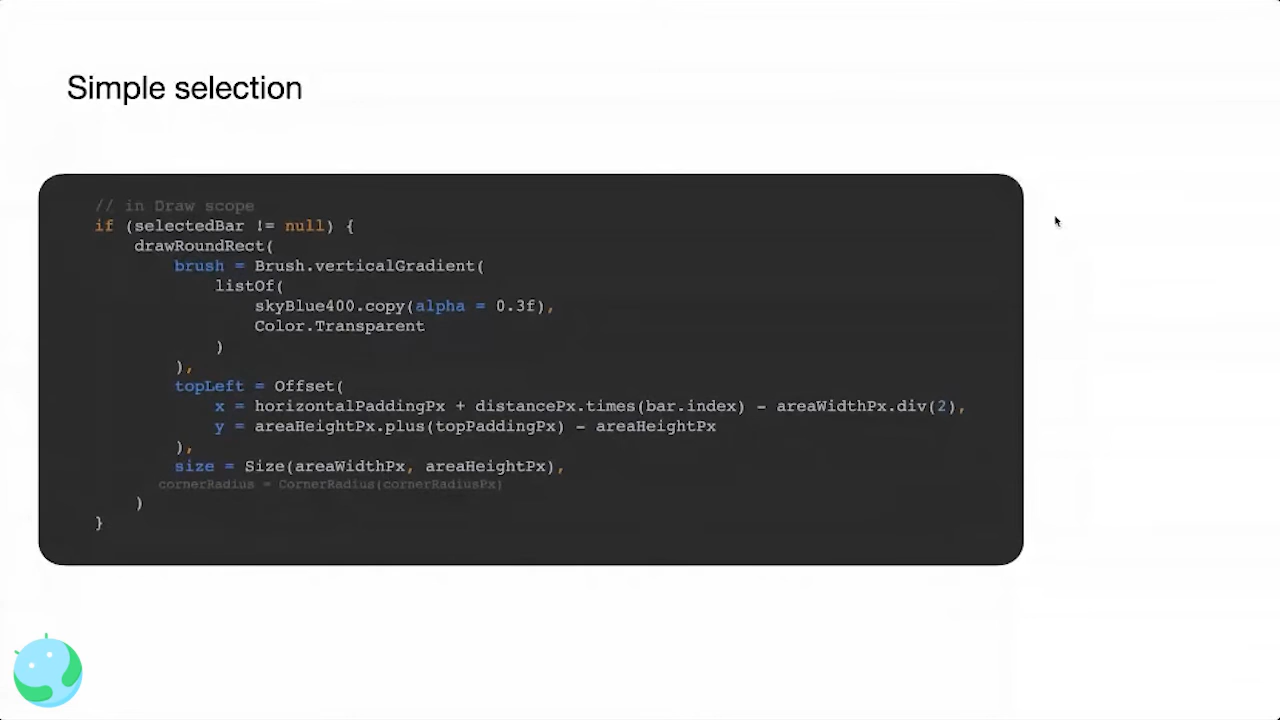 Simple selection
// in Draw scope
if (selectedBar != null) {
drawRoundRect(
brush = Brush.verticalGradient(
listOf(
skyBlue400.copy(alpha = 0.3f),
Color.Transparent
)
),
topLeft = Offset(
x = horizontalPaddingPx + distancePx.times(bar.index) - areaWidthPx.div(2),
y = areaHeightPx.plus(topPaddingPx) - areaHeightPx
),
size = Size(areaWidthPx, areaHeightPx),
cornerRadius = CornerRadius(cornerRadiusPx)
)
}